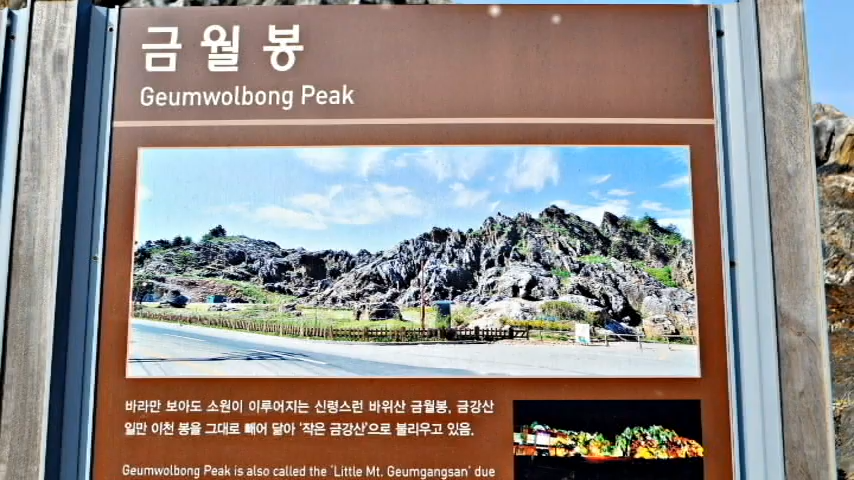 금월봉
Geumwolbong Peak
바라만 보아도 소원이 이루어지는 신령스런 바위산 금월봉, 금강산
일만 이천 봉을 그대로 빼어 닮아 '작은 금강산'으로 불리우고 있음.
Geumwolbong Peak is also called the 'Little Mt. Geumgangsan' due